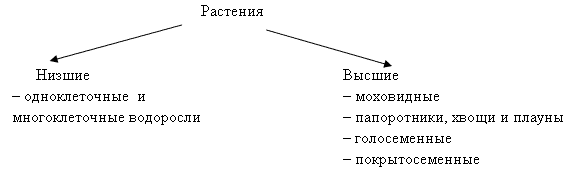 Растения
Низшие
– одноклеточные и
многоклеточные водоросли
Высшие
– моховидные
– папоротники, хвощи и плауны
– голосеменные
– покрытосеменные